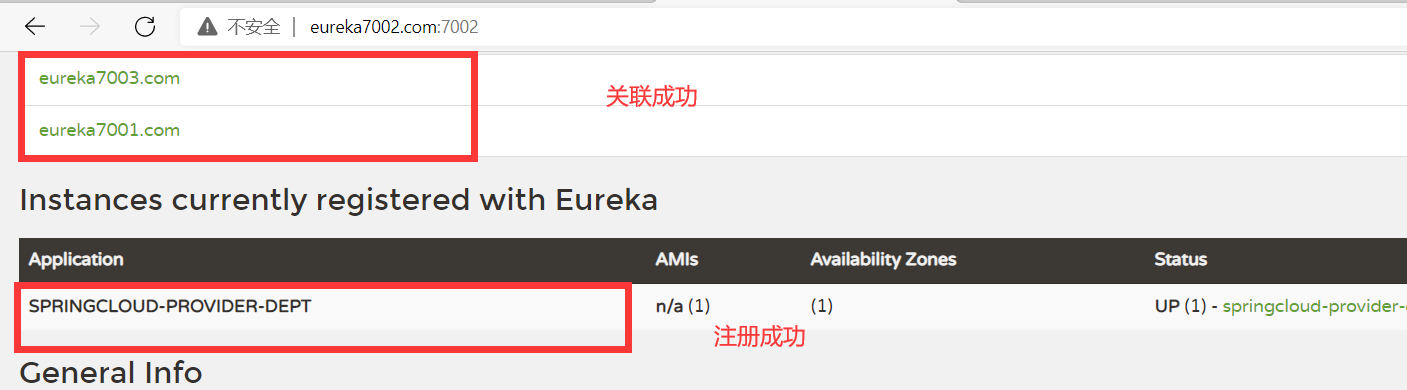 不安全 | eureka7002.com:7002
eureka7003.com
关联成功
eureka7001.com
Instances currently registered with Eureka
Application AMIs Availability Zones Status
SPRINGCLOUD-PROVIDER-DEPT n/a (1) (1) UP (1) - springcloud-provider-
注册成功
General Info